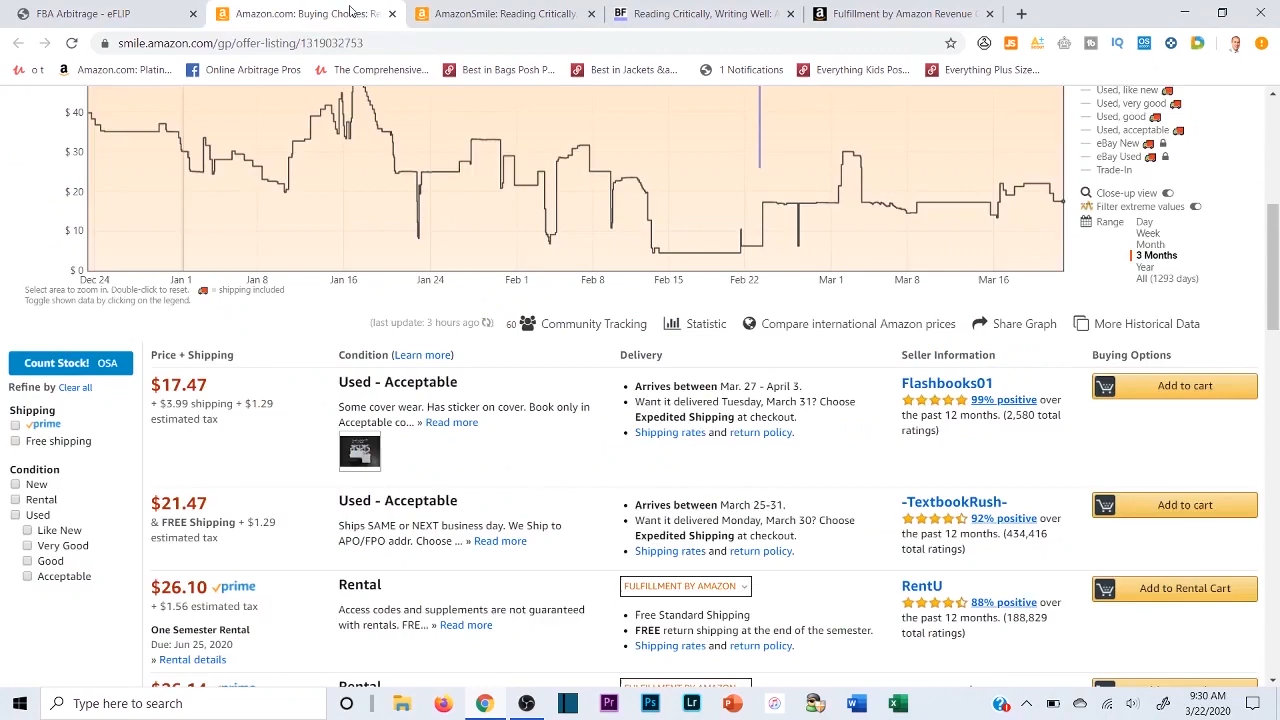 FBA Arbitrage - eFLIP
Amazon.com: Buying Choices: Re
AmazonSmile: Reading Critically,
Reading Critically, Writing Well: A
Fulfillment by Amazon Revenue C
smile.amazon.com/gp/offer-listing/1319032753
o t
Amazon.com: Platin...
Online Arbitrage Pros
The Comprehensive...
Best in Bags Posh P...
Best in Jackets &a...
1 Notifications
Everything Kids Pos...
Everything Plus Size...
Used, like new
Used, very good
Used, good
Used, acceptable
eBay New
eBay Used
Trade-In
Close-up view
Filter extreme values
Range
Day
Week
Month
3 Months
Year
All (1293 days)
$ 40
$ 30
$ 20
$ 10
$ 0
Dec 24 Jan 1 Jan 8 Jan 16 Jan 24 Feb 1 Feb 8 Feb 15 Feb 22 Mar 1 Mar 8 Mar 16
Select area to zoom in. Double-click to reset. = shipping included
Toggle shown data by clicking on the legend.
(last update: 3 hours ago
60 Community Tracking
Statistic
Compare international Amazon prices
Share Graph
More Historical Data
Count Stock! OSA
Refine by Clear all
Shipping
prime
Free shipping
Condition
New
Rental
Used
Like New
Very Good
Good
Acceptable
Price + Shipping
Condition (Learn more)
Delivery
Seller Information
Buying Options
$17.47
+ $3.99 shipping + $1.29
estimated tax
Used - Acceptable
Some cover wear. Has sticker on cover. Book only in
Acceptable co... » Read more
Arrives between Mar. 27 - April 3.
Want it delivered Tuesday, March 31? Choose
Expedited Shipping at checkout.
Shipping rates and return policy.
Flashbooks01
99% positive over
the past 12 months. (2,580 total
ratings)
Add to cart
$21.47
& FREE Shipping + $1.29
estimated tax
Used - Acceptable
Ships SAME or NEXT business day. We Ship to
APO/FPO addr. Choose ... » Read more
Arrives between March 25-31.
Want it delivered Monday, March 30? Choose
Expedited Shipping at checkout.
Shipping rates and return policy.
-TextbookRush-
92% positive over
the past 12 months. (434,416
total ratings)
Add to cart
$26.10 prime
+ $1.56 estimated tax
One Semester Rental
Due: Jun 25, 2020
» Rental details
Rental
Access codes and supplements are not guaranteed
with rentals. FRE... » Read more
FULFILLMENT BY AMAZON
Free Standard Shipping
FREE return shipping at the end of the semester.
Shipping rates and return policy.
RentU
88% positive over
the past 12 months. (188,829
total ratings)
Add to Rental Cart
$26.14 prime
Rental
FULFILLMENT BY AMAZON
Type here to search
9:30 AM
3/22/2020